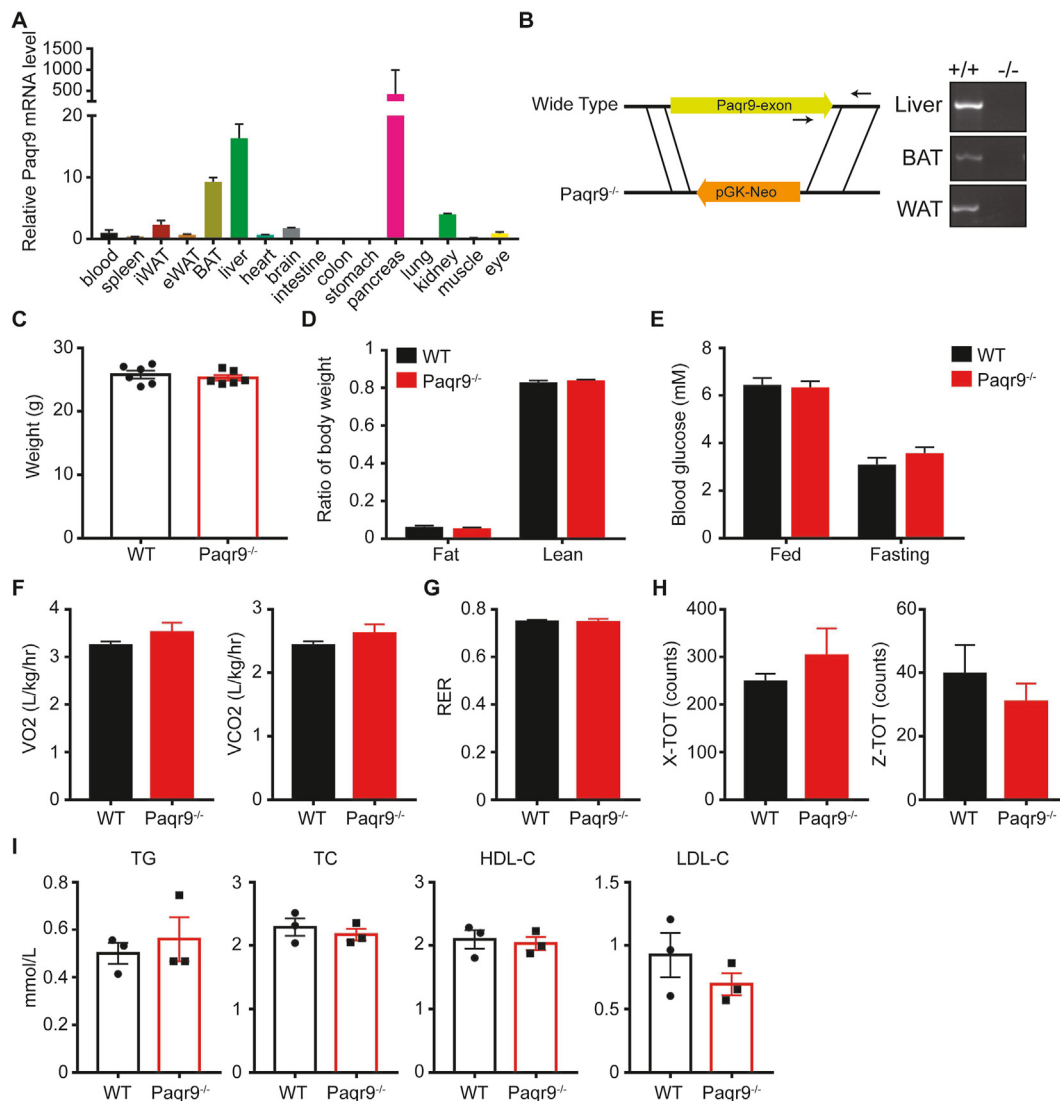 A
Relative Paqr9 mRNA level
1500
1000
500
20
10
0
blood
spleen
iWAT
eWAT
BAT
liver
heart
brain
intestine
colon
stomach
pancreas
lung
kidney
muscle
eye
B
+/+ -/-
Wide Type
Paqr9-exon
Paqr9-/-
pGK-Neo
Liver
BAT
WAT
C
Weight (g)
30
20
10
0
WT Paqr9-/-
D
WT
Paqr9-/-
Ratio of body weight
1
0.8
0.6
0.4
0.2
0
Fat Lean
E
WT
Paqr9-/-
Blood glucose (mM)
8
6
4
2
0
Fed Fasting
F
VO2 (L/kg/hr)
4
3
2
1
0
WT Paqr9-/-
VCO2 (L/kg/hr)
3
2
1
0
WT Paqr9-/-
G
RER
0.8
0.6
0.4
0.2
0
WT Paqr9-/-
H
X-TOT (counts)
400
300
200
100
0
WT Paqr9-/-
Z-TOT (counts)
60
40
20
0
WT Paqr9-/-
I
TG
mmol/L
0.8
0.6
0.4
0.2
0
WT Paqr9-/-
TC
3
2
1
0
WT Paqr9-/-
HDL-C
3
2
1
0
WT Paqr9-/-
LDL-C
1.5
1
0.5
0
WT Paqr9-/-